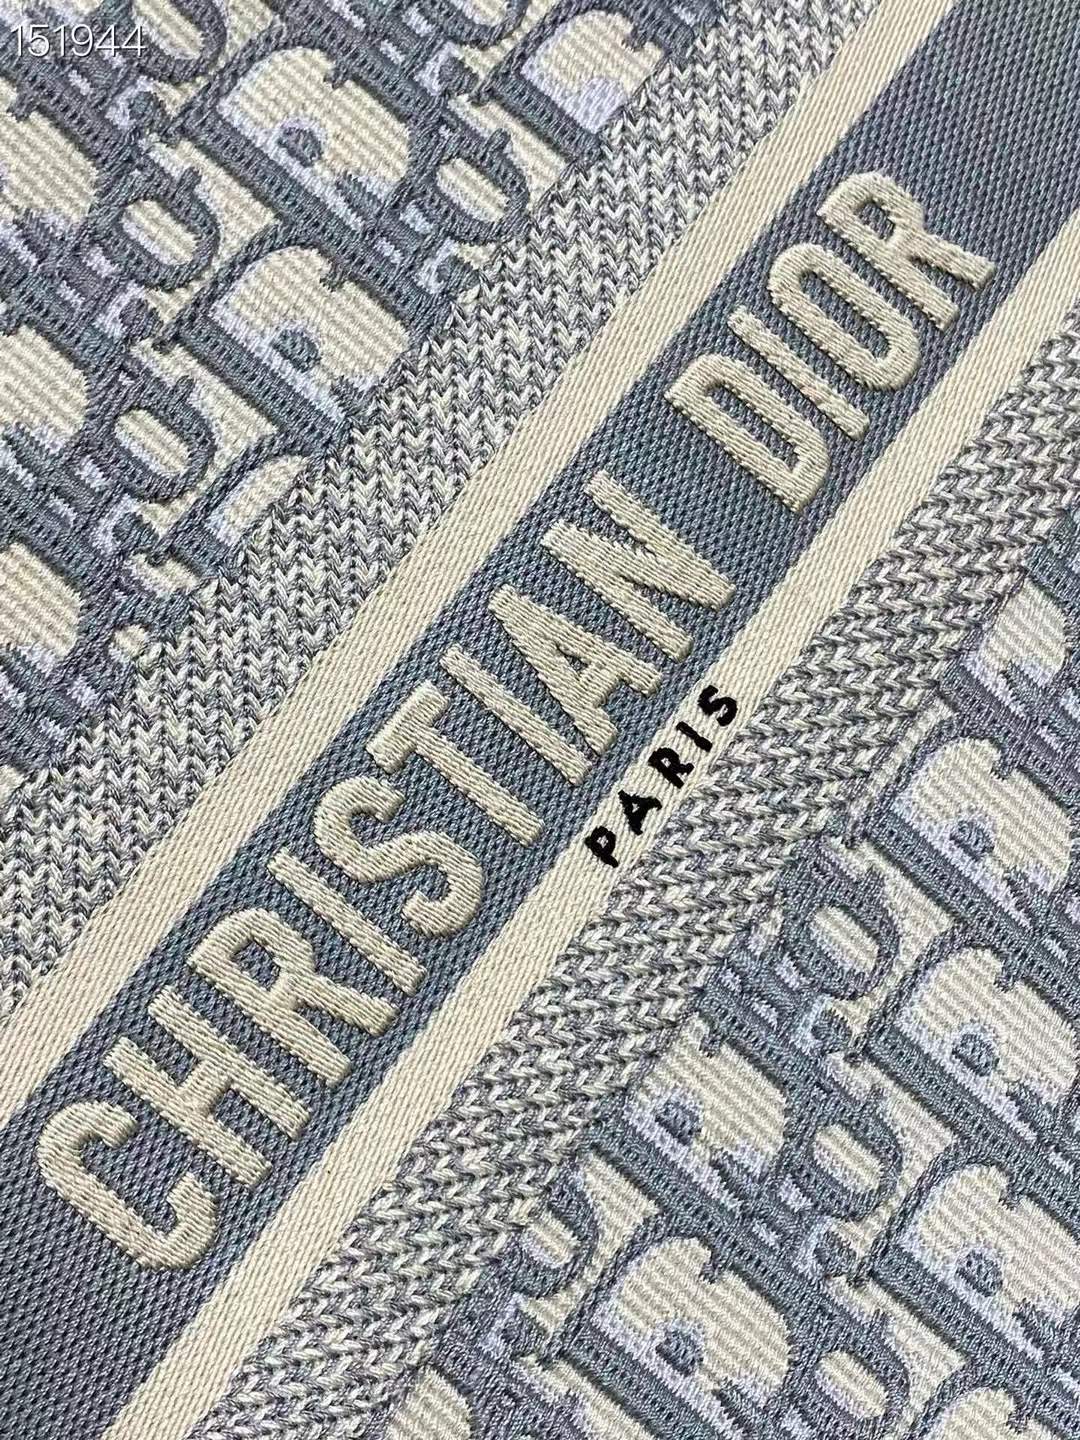 151944
CHRISTIAN DIOR
PARIS